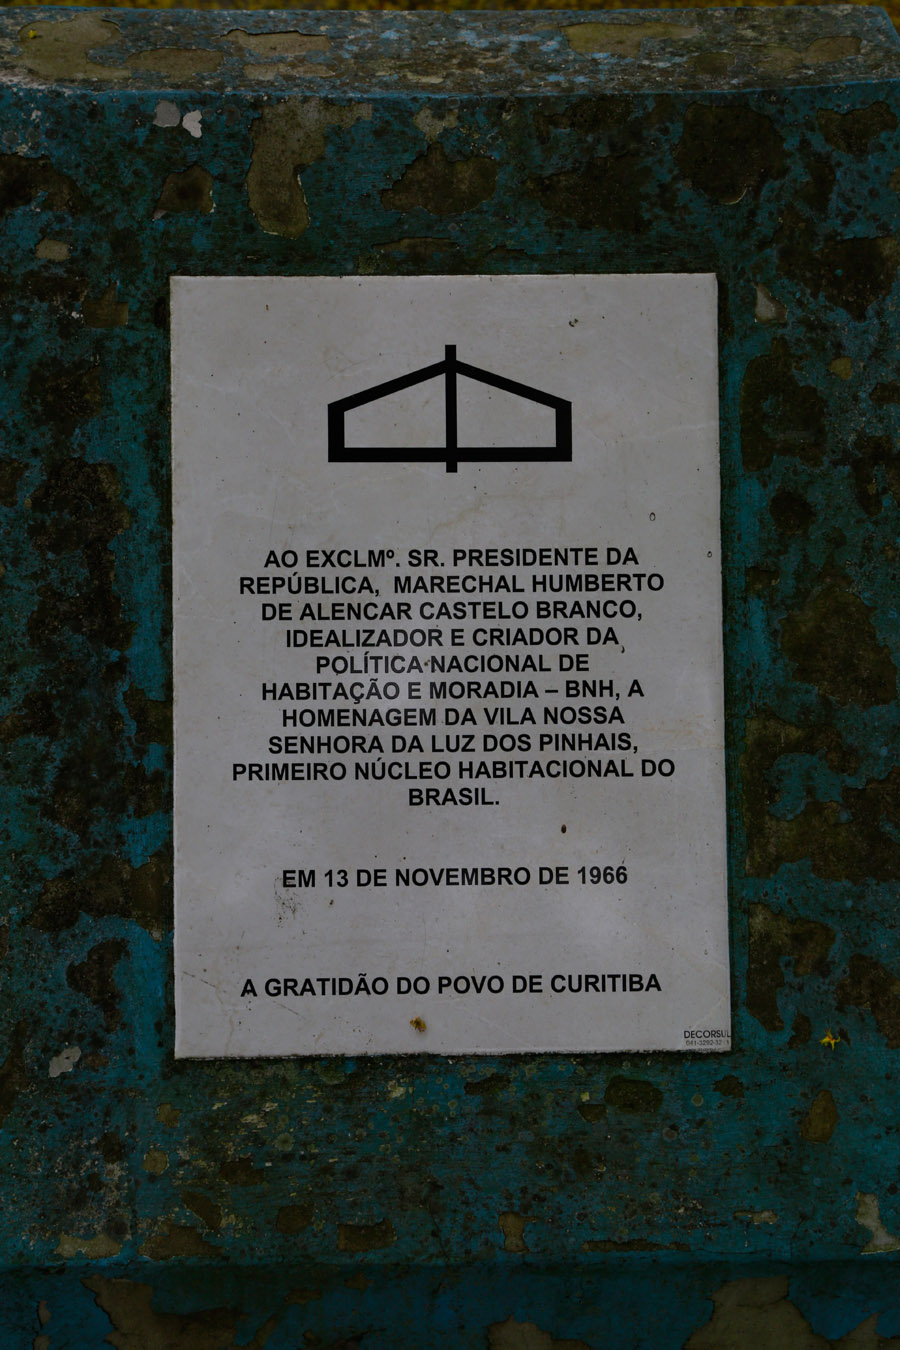 AO EXCLMº. SR. PRESIDENTE DA
REPÚBLICA, MARECHAL HUMBERTO
DE ALENCAR CASTELO BRANCO,
IDEALIZADOR E CRIADOR DA
POLÍTICA NACIONAL DE
HABITAÇÃO E MORADIA – BNH, A
HOMENAGEM DA VILA NOSSA
SENHORA DA LUZ DOS PINHAIS,
PRIMEIRO NÚCLEO HABITACIONAL DO
BRASIL.
EM 13 DE NOVEMBRO DE 1966
A GRATIDÃO DO POVO DE CURITIBA
DECORSUL